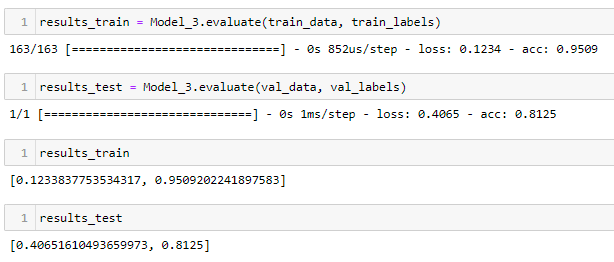 1 results_train = Model_3.evaluate(train_data, train_labels)
163/163 [==============================] - 0s 852us/step - loss: 0.1234 - acc: 0.9509
1 results_test = Model_3.evaluate(val_data, val_labels)
1/1 [==============================] - 0s 1ms/step - loss: 0.4065 - acc: 0.8125
1 results_train
[0.1233837753534317, 0.9509202241897583]
1 results_test
[0.40651610493659973, 0.8125]